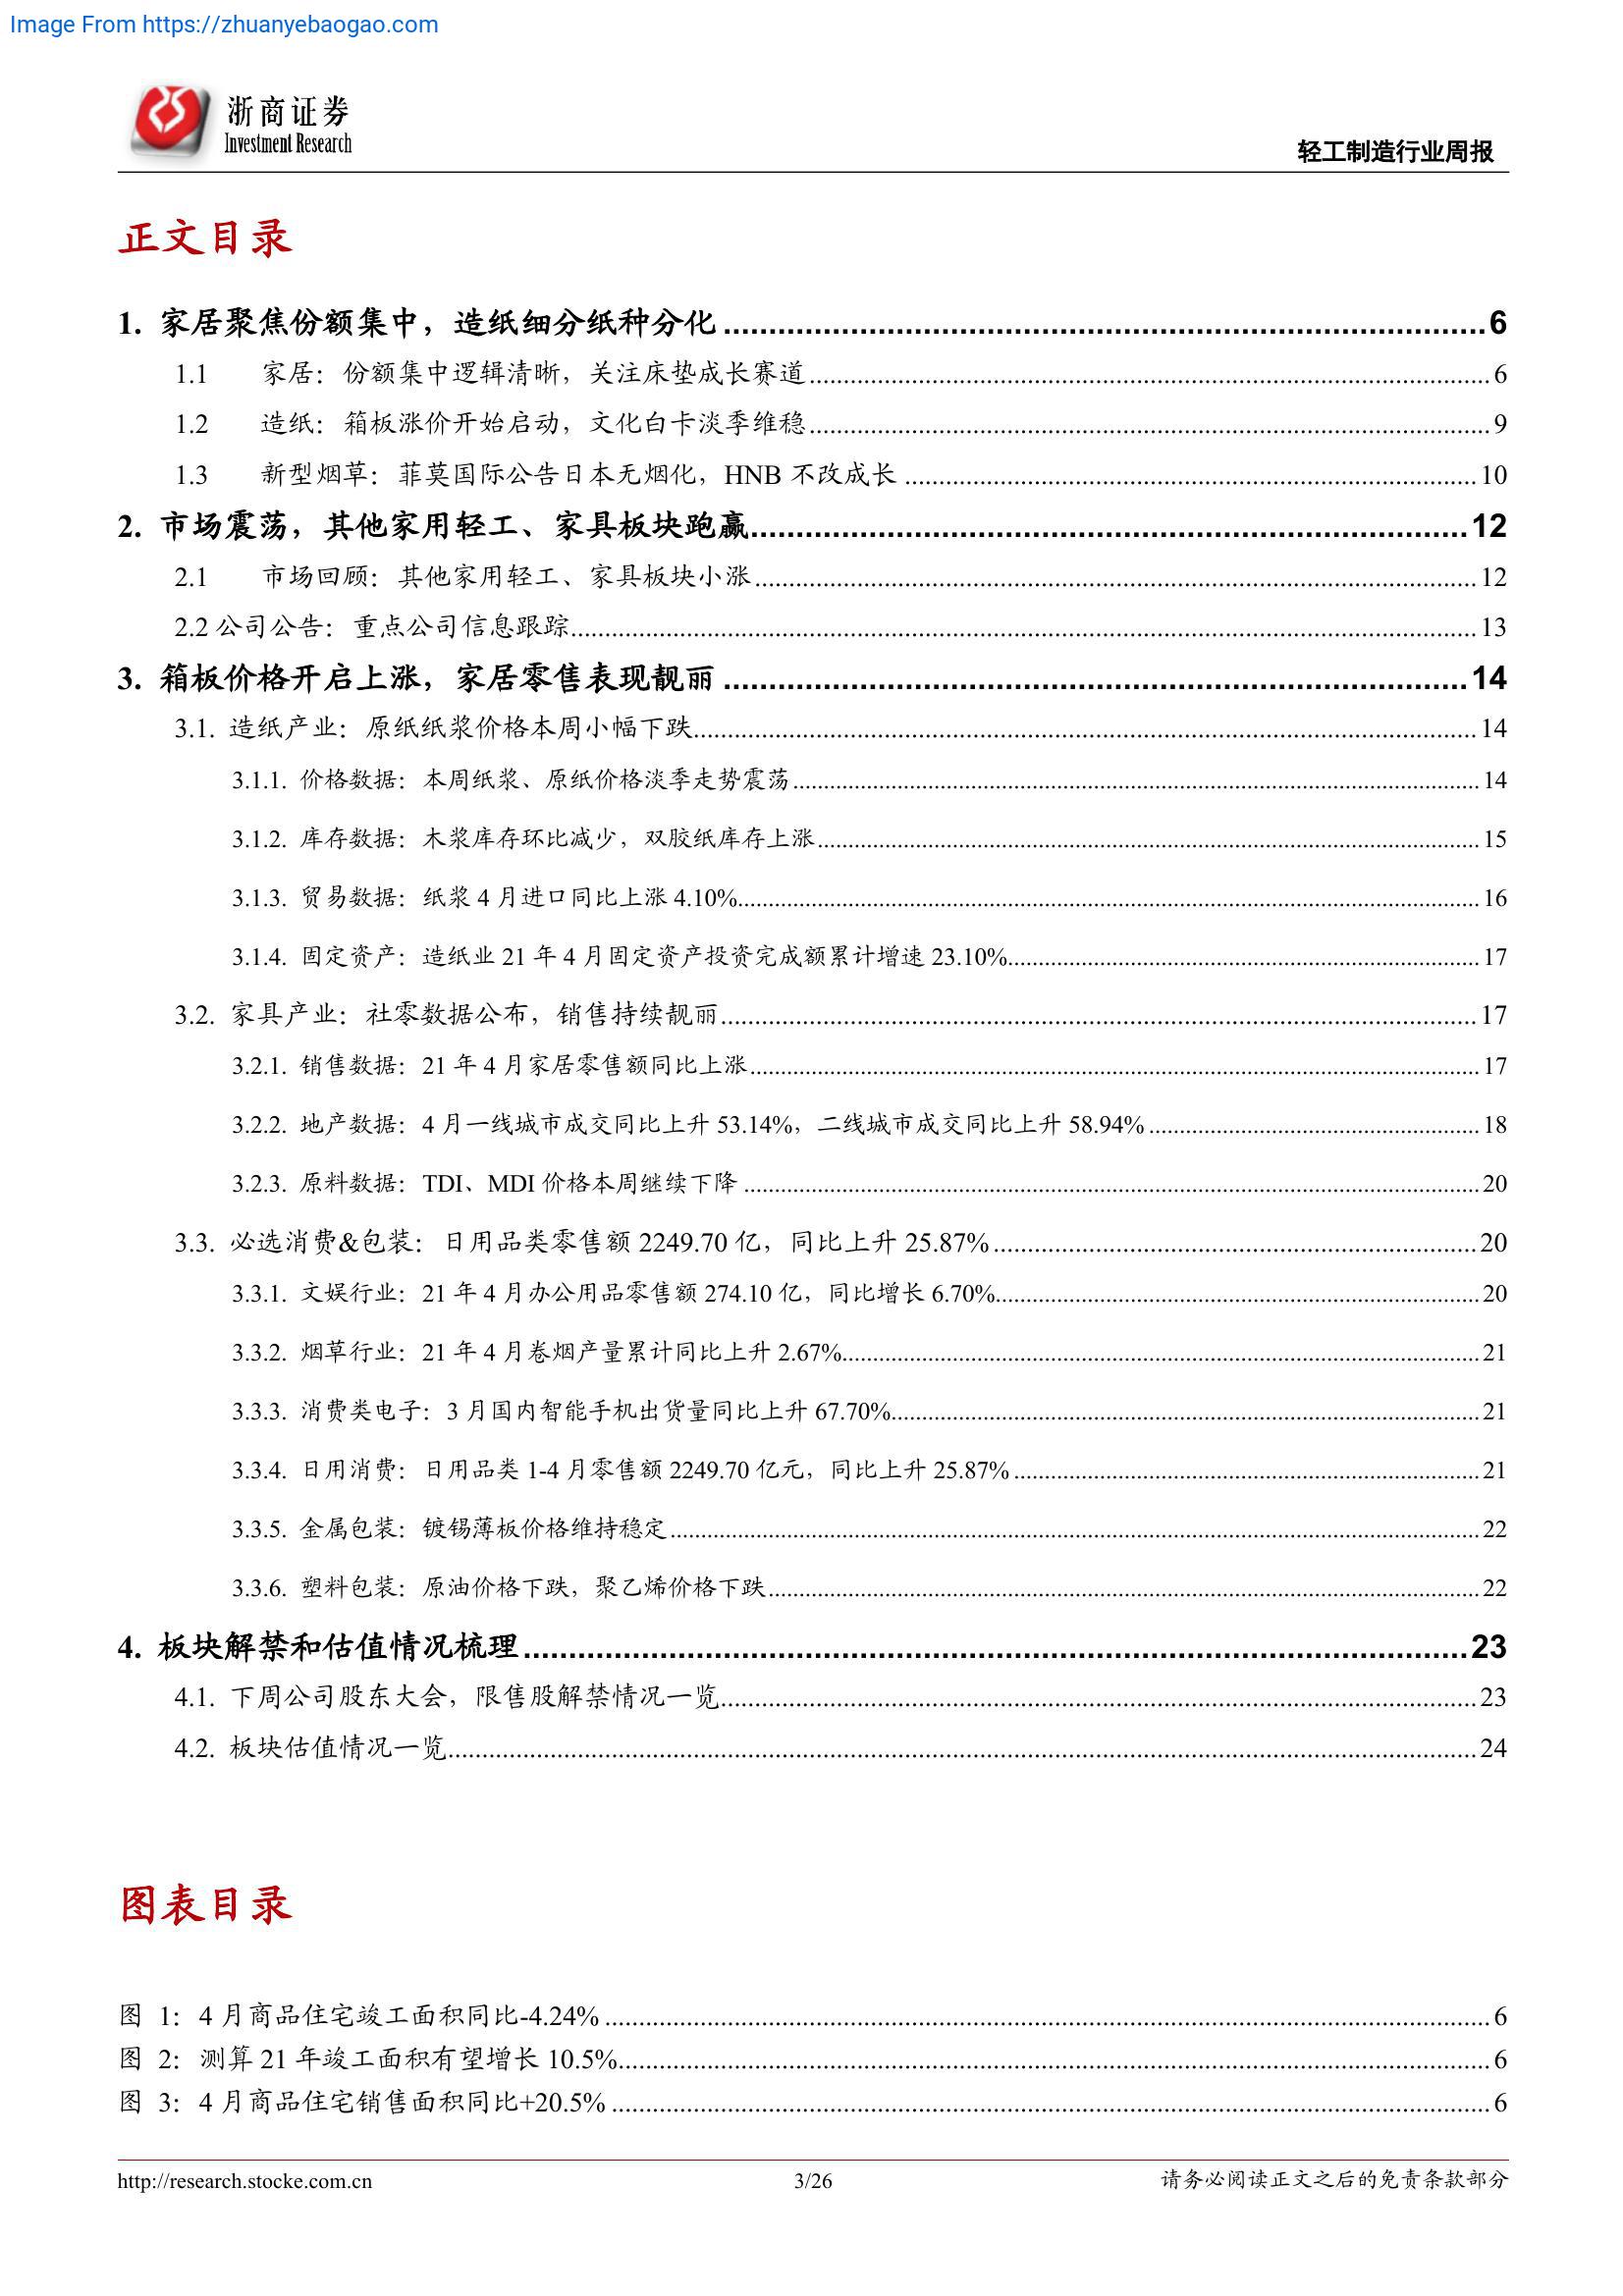 Image From https://zhuanyebaogao.com
浙商证券
Investment Research
轻工制造行业周报
正文目录
1. 家居聚焦份额集中，造纸细分纸种分化 6
1.1 家居：份额集中逻辑清晰，关注床垫成长赛道 6
1.2 造纸：箱板涨价开始启动，文化白卡淡季维稳 9
1.3 新型烟草：菲莫国际公告日本无烟化，HNB 不改成长 10
2. 市场震荡，其他家用轻工、家具板块跑赢 12
2.1 市场回顾：其他家用轻工、家具板块小涨 12
2.2 公司公告：重点公司信息跟踪 13
3. 箱板价格开启上涨，家居零售表现靓丽 14
3.1. 造纸产业：原纸纸浆价格本周小幅下跌 14
3.1.1. 价格数据：本周纸浆、原纸价格淡季走势震荡 14
3.1.2. 库存数据：木浆库存环比减少，双胶纸库存上涨 15
3.1.3. 贸易数据：纸浆 4 月进口同比上涨 4.10% 16
3.1.4. 固定资产：造纸业 21 年 4 月固定资产投资完成额累计增速 23.10% 17
3.2. 家具产业：社零数据公布，销售持续靓丽 17
3.2.1. 销售数据：21 年 4 月家居零售额同比上涨 17
3.2.2. 地产数据：4 月一线城市成交同比上升 53.14%，二线城市成交同比上升 58.94% 18
3.2.3. 原料数据：TDI、MDI 价格本周继续下降 20
3.3. 必选消费&包装：日用品类零售额 2249.70 亿，同比上升 25.87% 20
3.3.1. 文娱行业：21 年 4 月办公用品零售额 274.10 亿，同比增长 6.70% 20
3.3.2. 烟草行业：21 年 4 月卷烟产量累计同比上升 2.67% 21
3.3.3. 消费类电子：3 月国内智能手机出货量同比上升 67.70% 21
3.3.4. 日用消费：日用品类 1-4 月零售额 2249.70 亿元，同比上升 25.87% 21
3.3.5. 金属包装：镀锡薄板价格维持稳定 22
3.3.6. 塑料包装：原油价格下跌，聚乙烯价格下跌 22
4. 板块解禁和估值情况梳理 23
4.1. 下周公司股东大会，限售股解禁情况一览 23
4.2. 板块估值情况一览 24
图表目录
图 1：4 月商品住宅竣工面积同比-4.24% 6
图 2：测算 21 年竣工面积有望增长 10.5% 6
图 3：4 月商品住宅销售面积同比+20.5% 6
http://research.stocke.com.cn 3/26 请务必阅读正文之后的免责条款部分